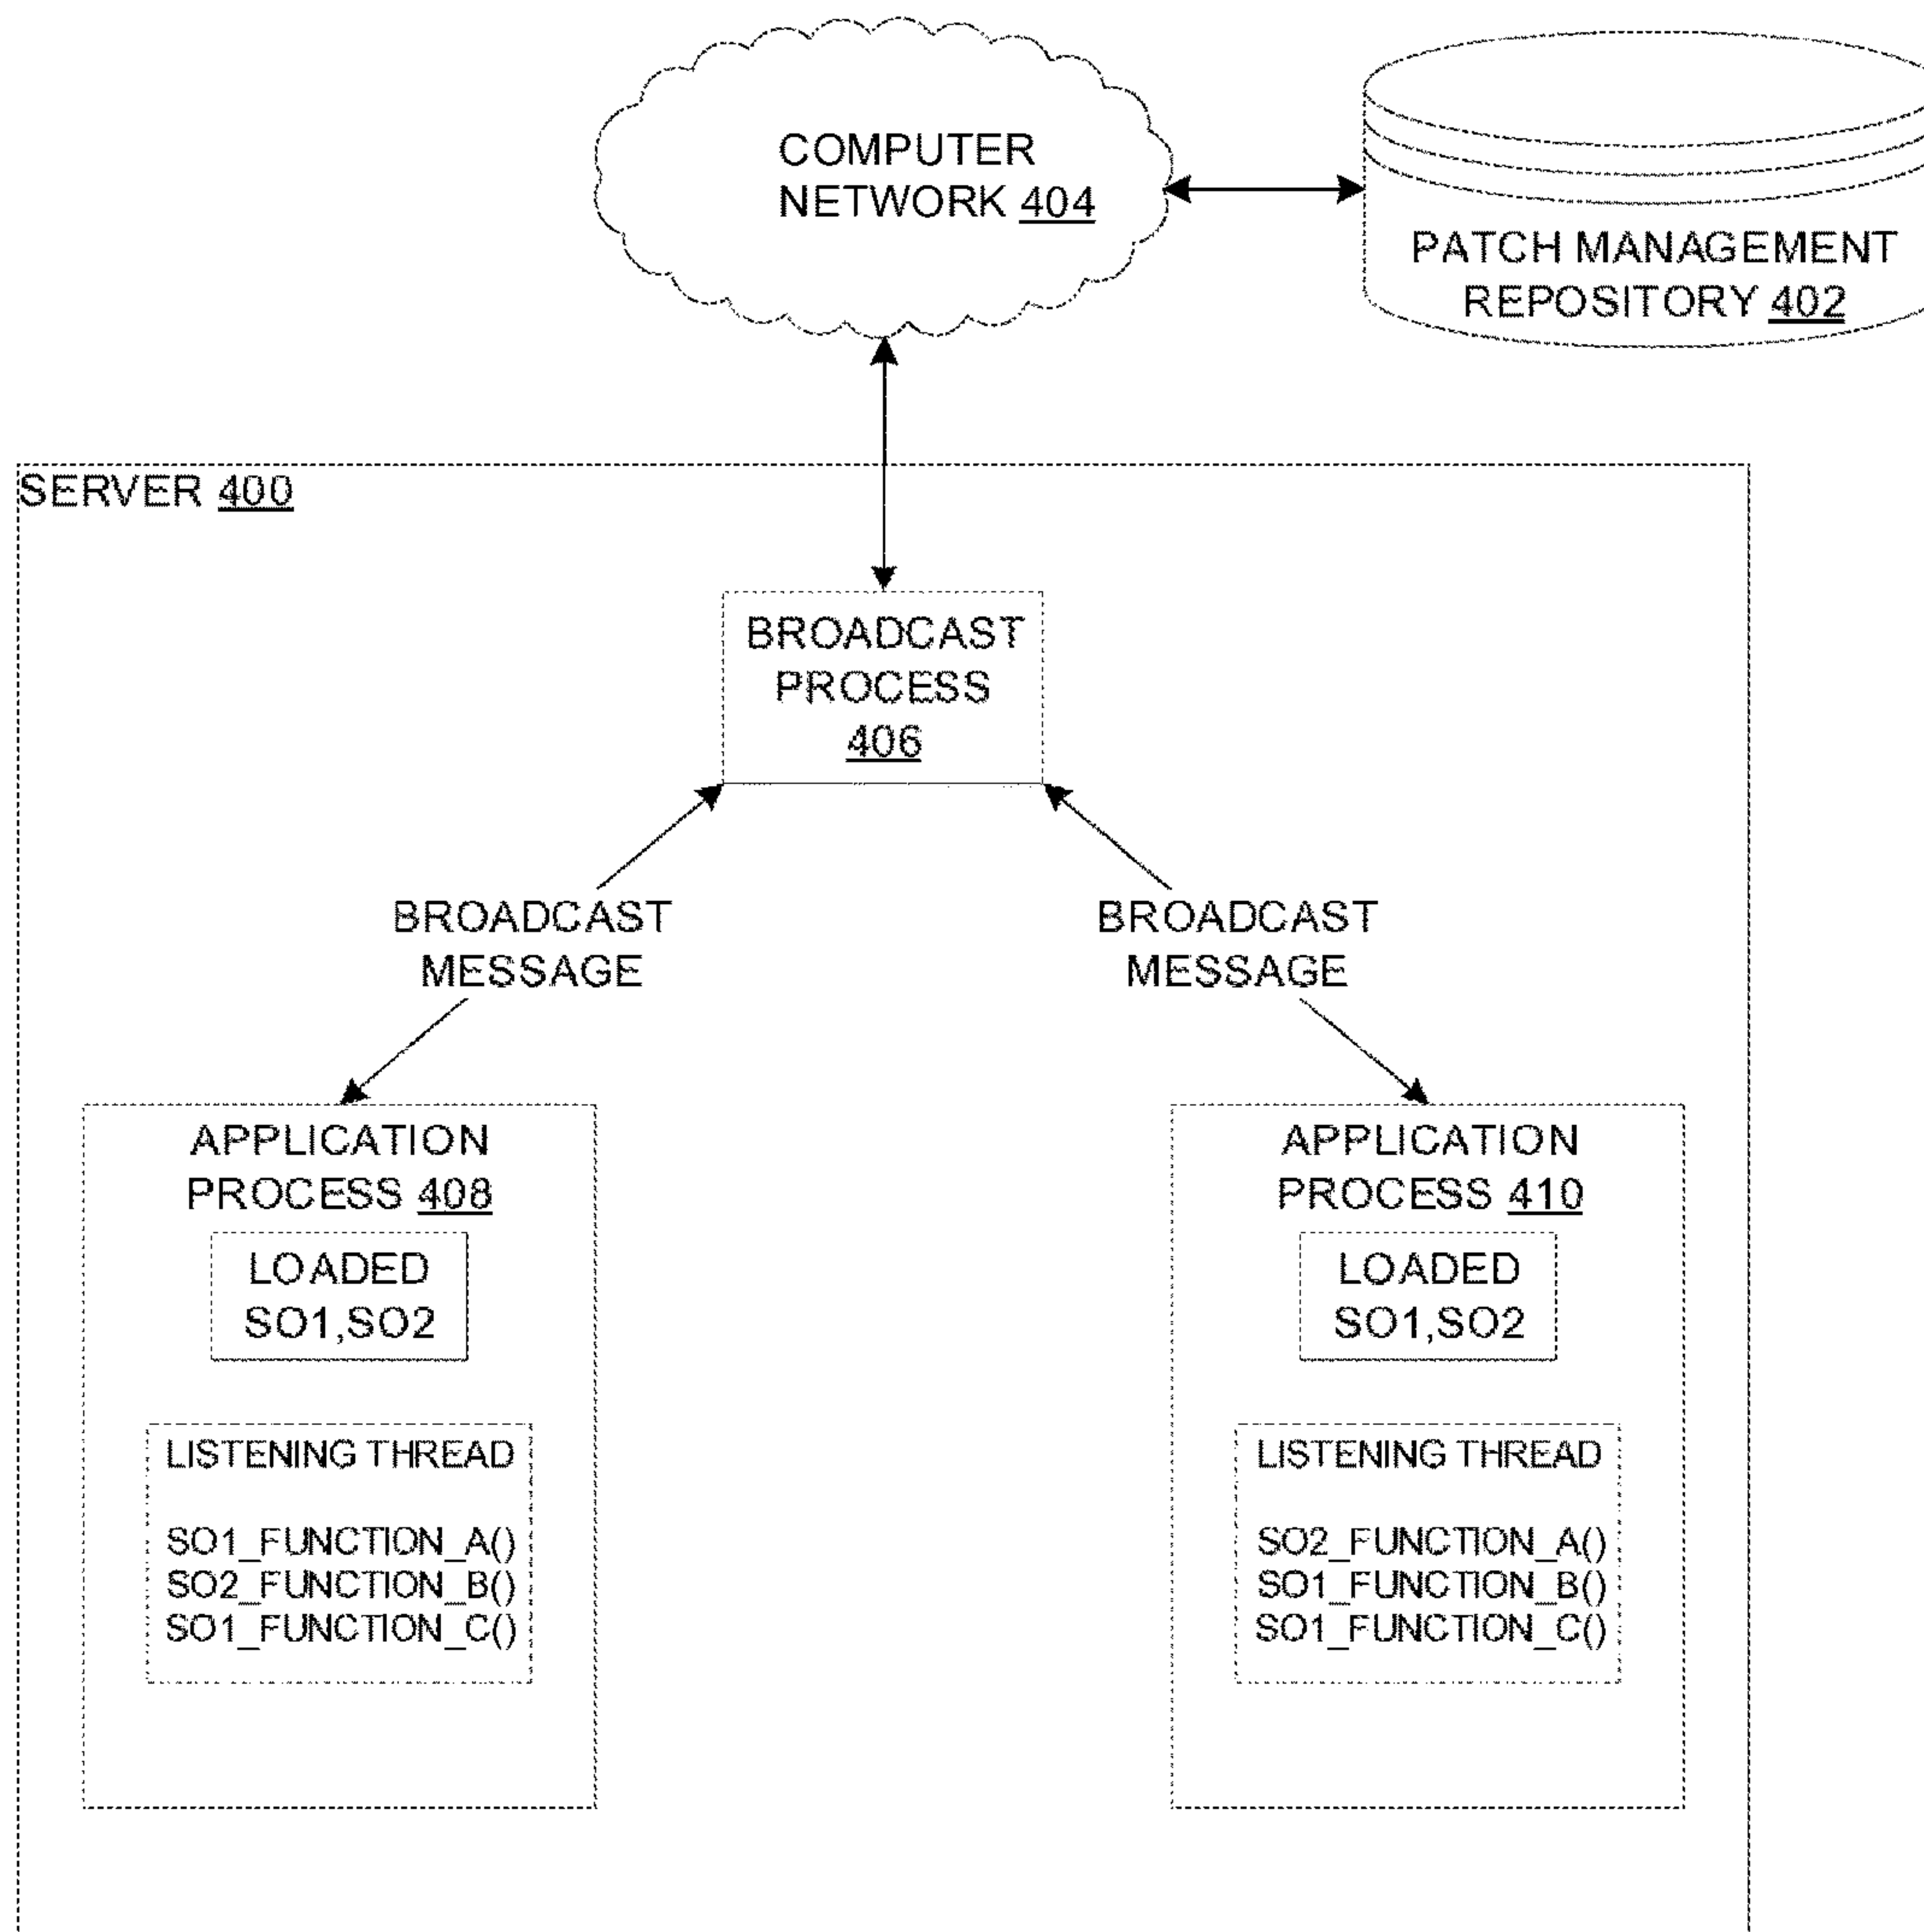 COMPUTER
NETWORK 404
PATCH MANAGEMENT
REPOSITORY 402
SERVER 400
BROADCAST
PROCESS
406
BROADCAST
MESSAGE
BROADCAST
MESSAGE
APPLICATION
PROCESS 408
LOADED
SO1,SO2
LISTENING THREAD
SO1_FUNCTION_A()
SO2_FUNCTION_B()
SO1_FUNCTION_C()
APPLICATION
PROCESS 410
LOADED
SO1,SO2
LISTENING THREAD
SO2_FUNCTION_A()
SO1_FUNCTION_B()
SO1_FUNCTION_C()